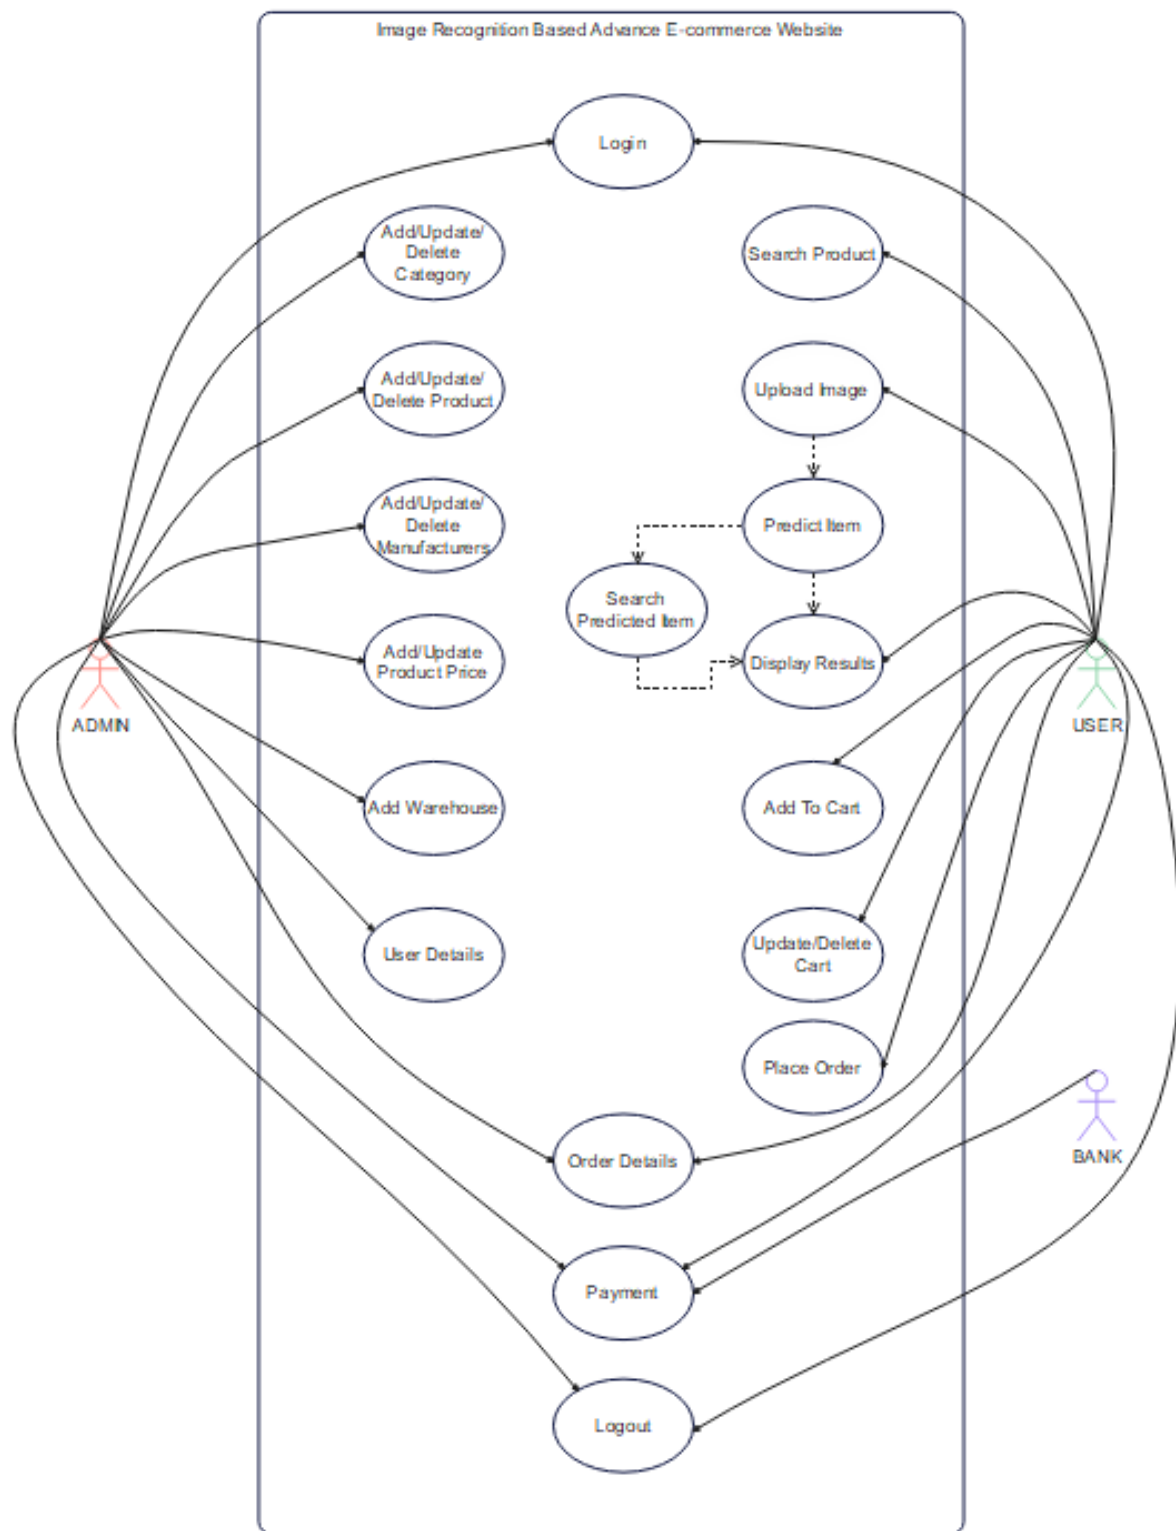 Image Recognition Based Advance E-commerce Website
Login
Add/Update/
Delete
Category
Search Product
Add/Update/
Delete Product
Upload Image
Add/Update/
Delete
Manufacturers
Predict Item
Search
Predicted Item
Add/Update
Product Price
Display Results
ADMIN
USER
Add Warehouse
Add To Cart
User Details
Update/Delete
Cart
Place Order
BANK
Order Details
Payment
Logout